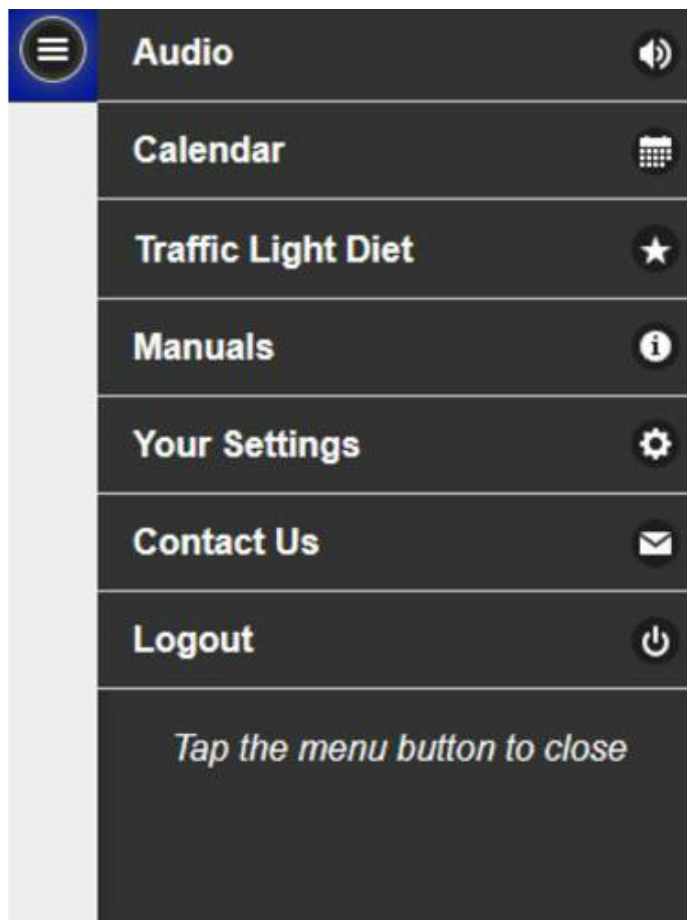 Audio
Calendar
Traffic Light Diet
Manuals
Your Settings
Contact Us
Logout
Tap the menu button to close